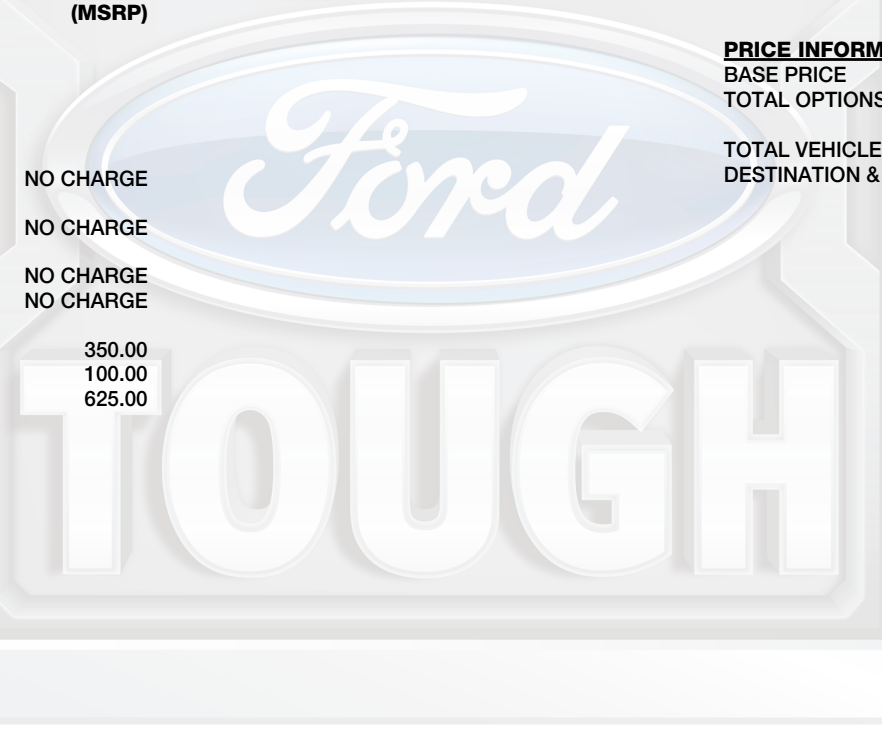 (MSRP)
NO CHARGE
NO CHARGE
NO CHARGE
NO CHARGE
350.00
100.00
625.00
PRICE INFORM
BASE PRICE
TOTAL OPTIONS
TOTAL VEHICLE
DESTINATION &
Ford
TOUGH